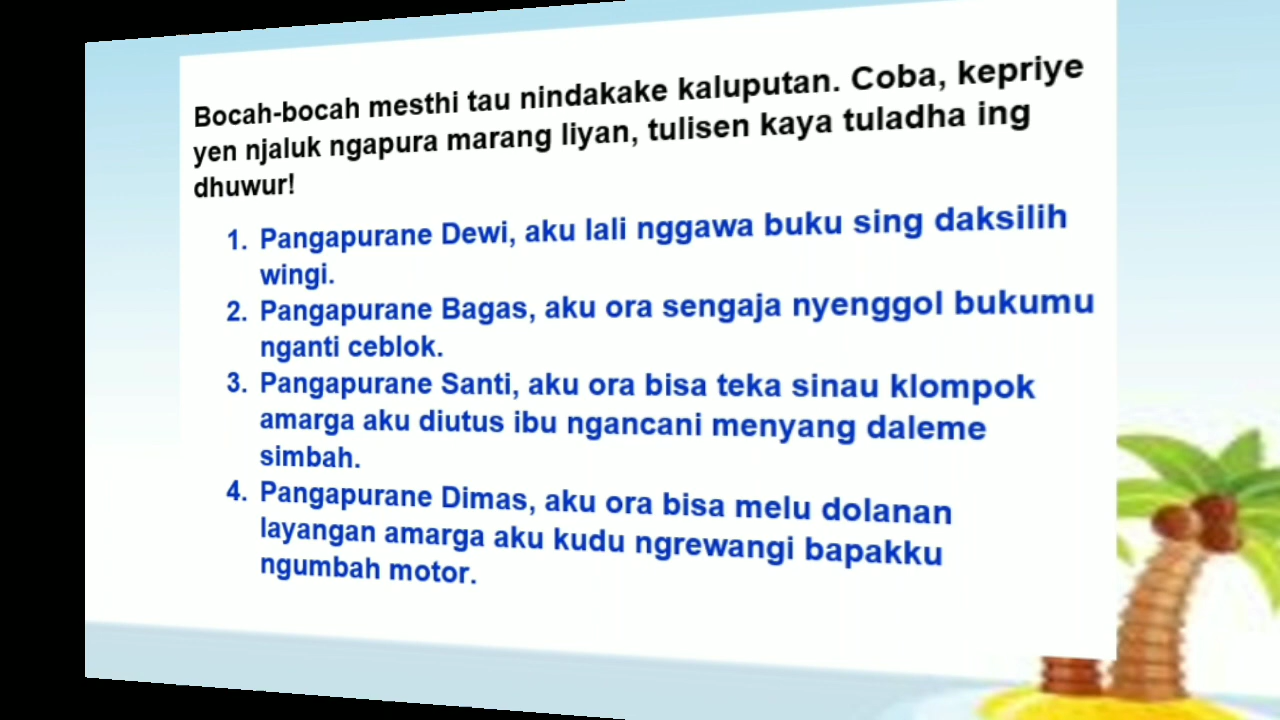 Bocah-bocah mesthi tau nindakake kaluputan. Coba, kepriye
yen njaluk ngapura marang liyan, tulisen kaya tuladha ing
dhuwur!
1. Pangapurane Dewi, aku lali nggawa buku sing daksilih
wingi.
2. Pangapurane Bagas, aku ora sengaja nyenggol bukumu
nganti ceblok.
3. Pangapurane Santi, aku ora bisa teka sinau klompok
amarga aku diutus ibu ngancani menyang daleme
simbah.
4. Pangapurane Dimas, aku ora bisa melu dolanan
layangan amarga aku kudu ngrewangi bapakku
ngumbah motor.